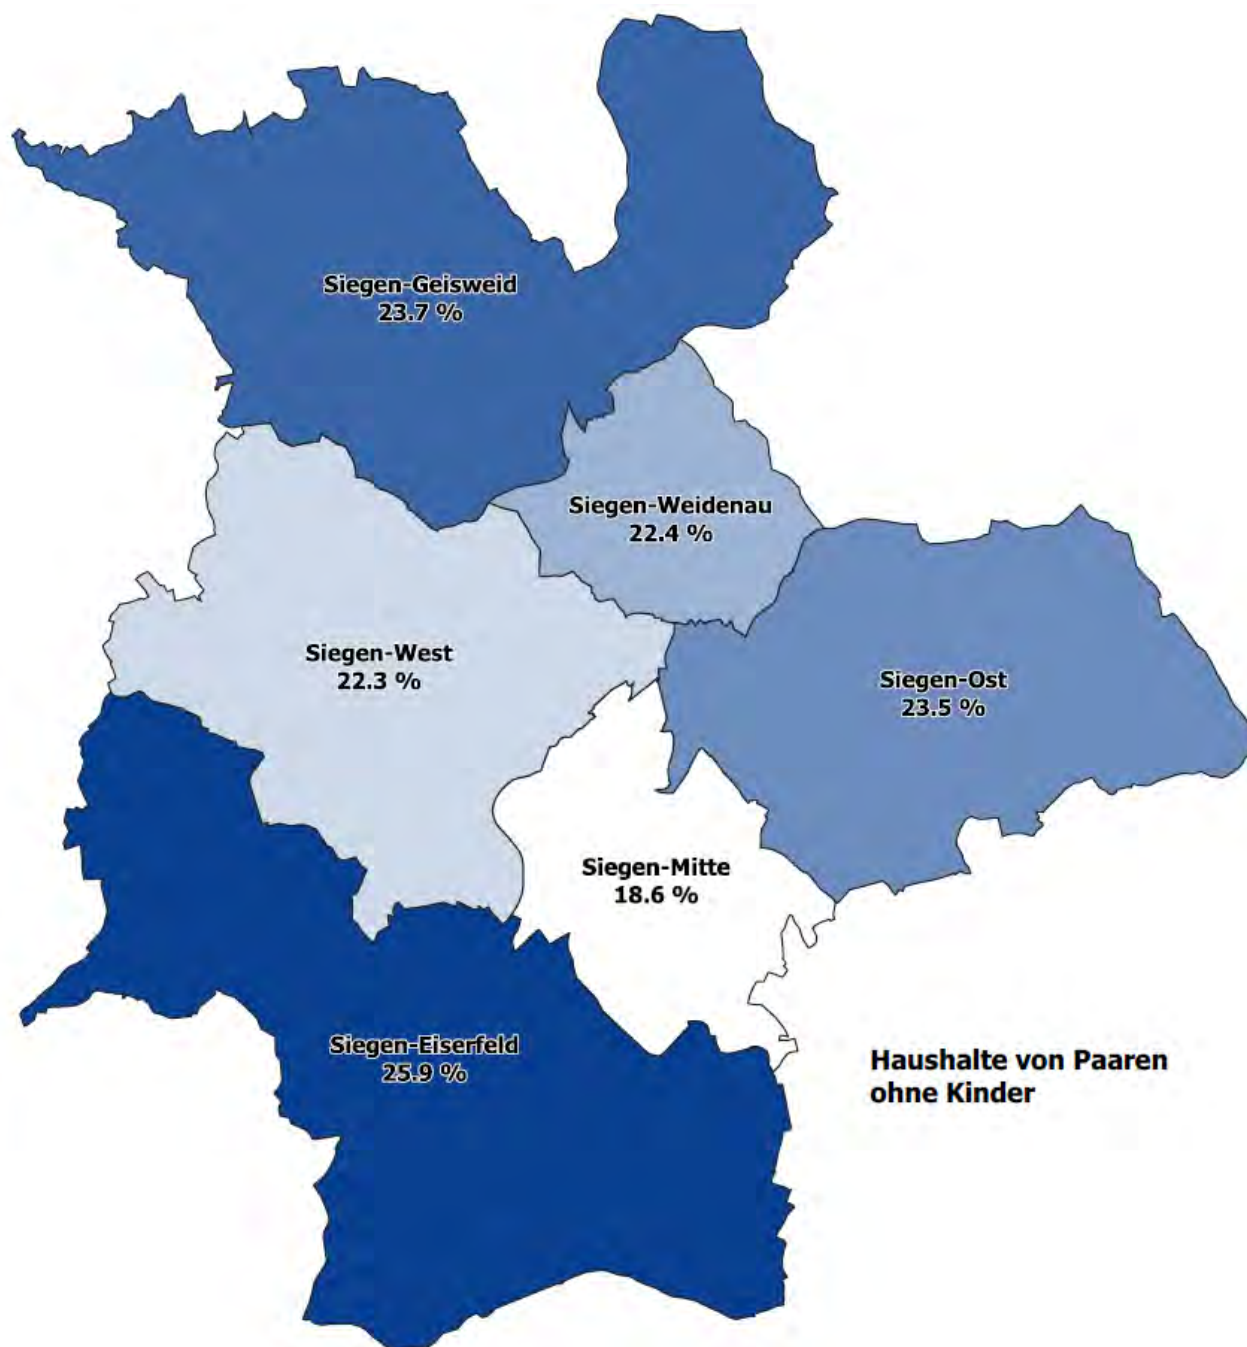 Siegen-Geisweid
23.7 %
Siegen-Weidenau
22.4 %
Siegen-West
22.3 %
Siegen-Ost
23.5 %
Siegen-Mitte
18.6 %
Siegen-Eiserfeld
25.9 %
Haushalte von Paaren
ohne Kinder